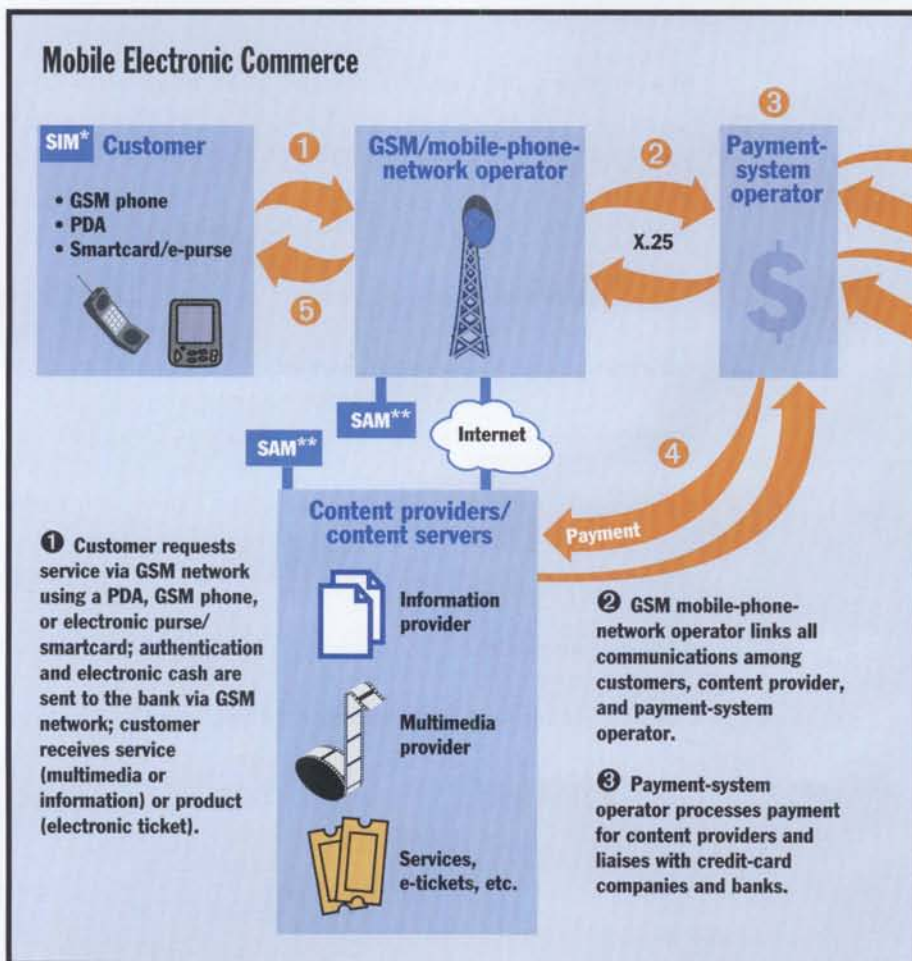 Mobile Electronic Commerce
SIM* Customer
• GSM phone
• PDA
• Smartcard/e-purse
1
5
GSM/mobile-phone-
network operator
2
X.25
3
Payment-
system
operator
$
SAM**
SAM**
Internet
4
Payment
Content providers/
content servers
Information
provider
Multimedia
provider
Services,
e-tickets, etc.
❶ Customer requests
service via GSM network
using a PDA, GSM phone,
or electronic purse/
smartcard; authentication
and electronic cash are
sent to the bank via GSM
network; customer
receives service
(multimedia or
information) or product
(electronic ticket).
❷ GSM mobile-phone-
network operator links all
communications among
customers, content provider,
and payment-system
operator.
❸ Payment-system
operator processes payment
for content providers and
liaises with credit-card
companies and banks.